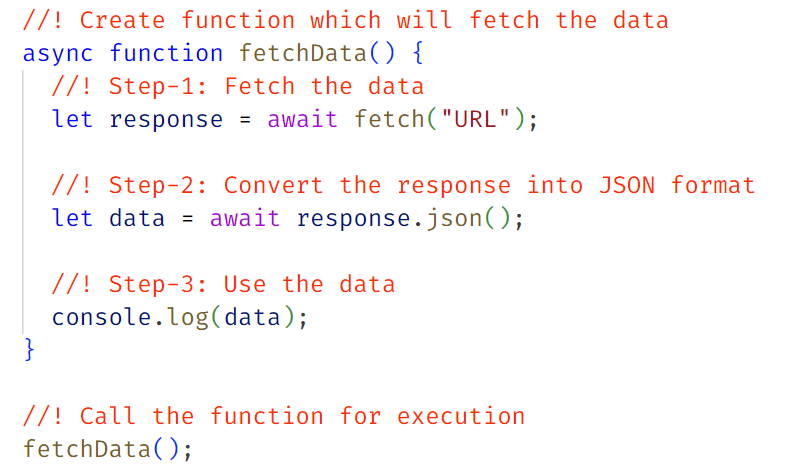 //! Create function which will fetch the data
async function fetchData() {
//! Step-1: Fetch the data
let response = await fetch("URL");
//! Step-2: Convert the response into JSON format
let data = await response.json();
//! Step-3: Use the data
console.log(data);
}
//! Call the function for execution
fetchData();